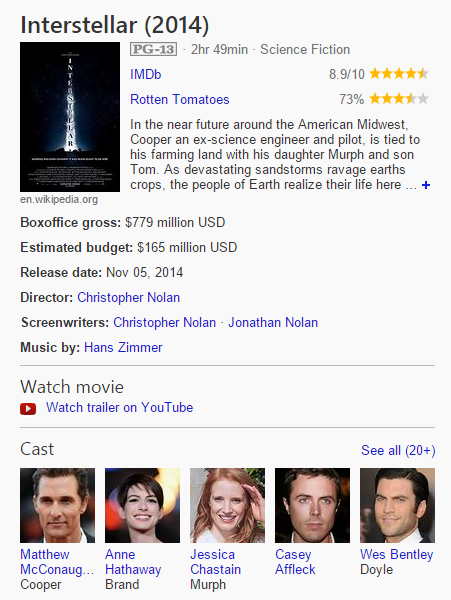 Interstellar (2014)
INTERSTELLAR
PG-13 · 2hr 49min · Science Fiction
IMDb 8.9/10
Rotten Tomatoes 73%
In the near future around the American Midwest,
Cooper an ex-science engineer and pilot, is tied to
his farming land with his daughter Murph and son
Tom. As devastating sandstorms ravage earths
crops, the people of Earth realize their life here ... +
en.wikipedia.org
Boxoffice gross: $779 million USD
Estimated budget: $165 million USD
Release date: Nov 05, 2014
Director: Christopher Nolan
Screenwriters: Christopher Nolan · Jonathan Nolan
Music by: Hans Zimmer
Watch movie
Watch trailer on YouTube
Cast See all (20+)
Matthew McConaug...
Cooper
Anne Hathaway
Brand
Jessica Chastain
Murph
Casey Affleck
Wes Bentley
Doyle